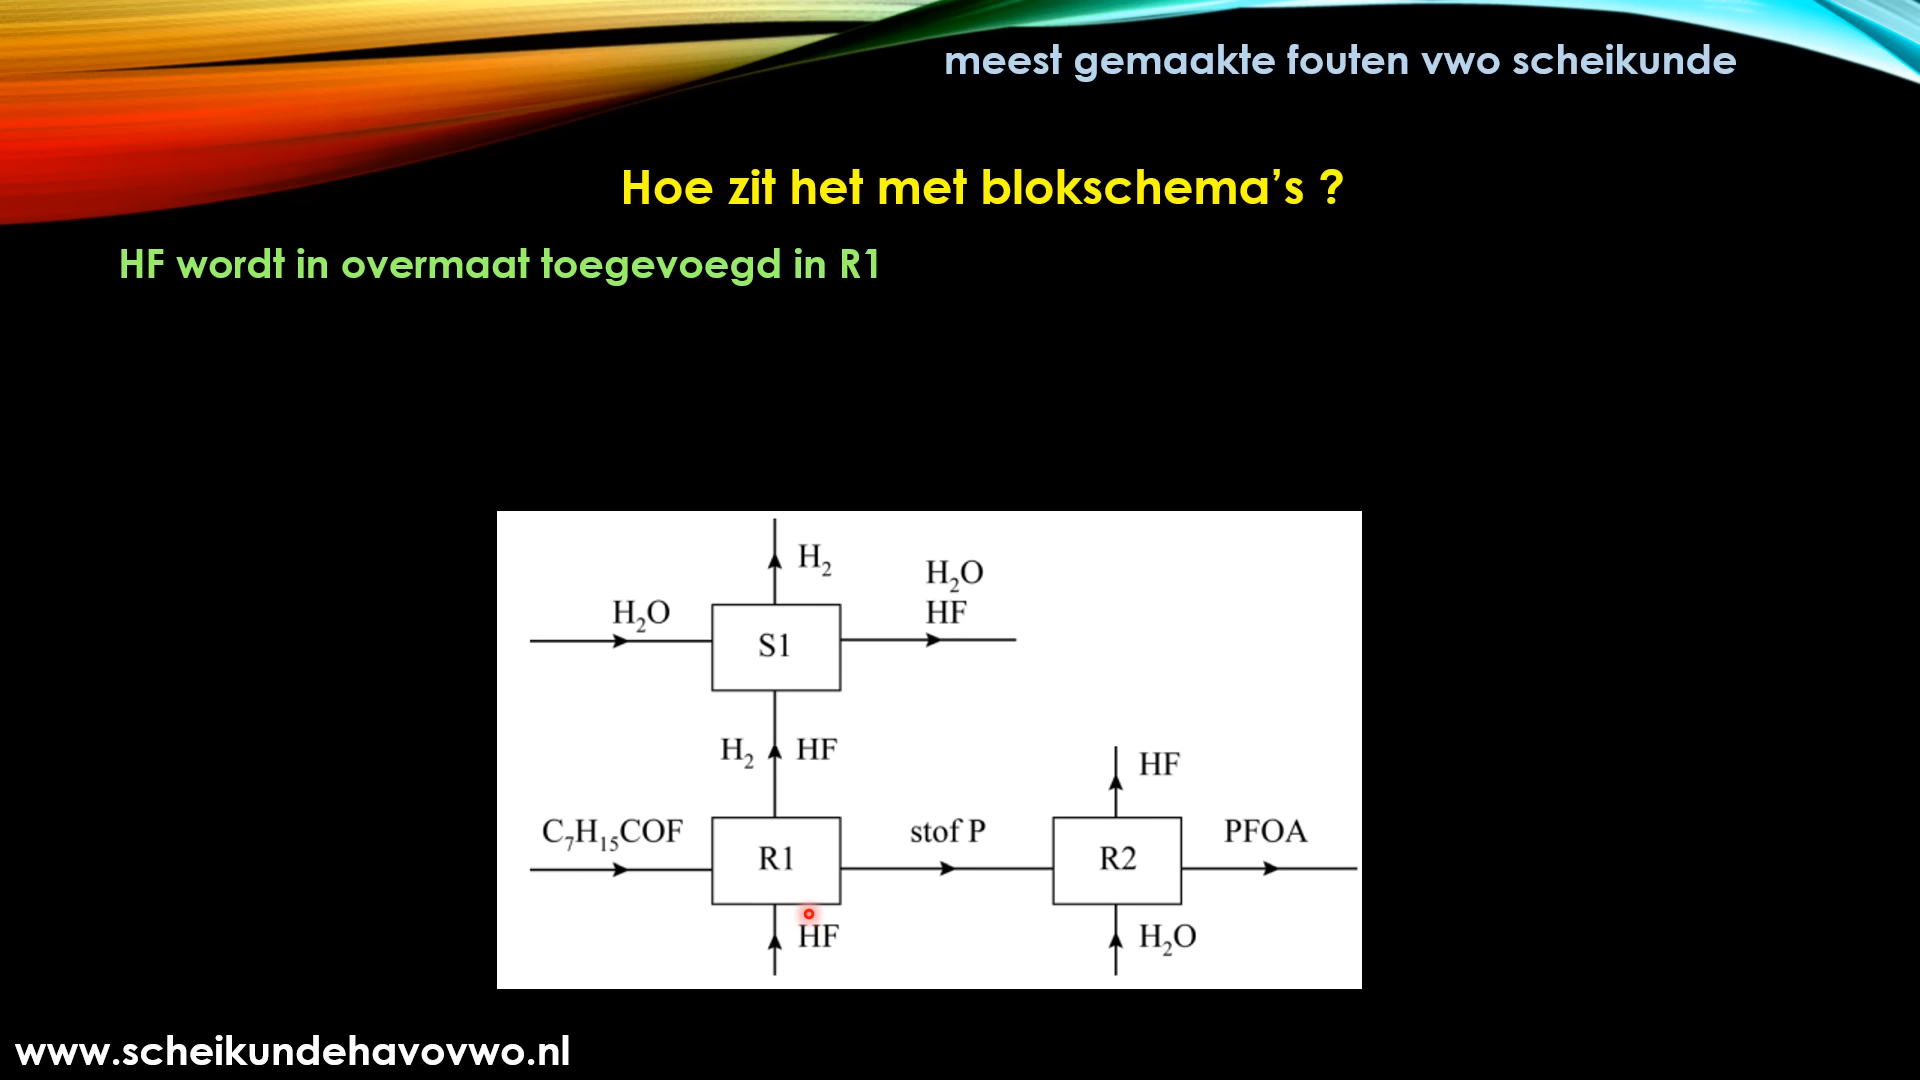 meest gemaakte fouten vwo scheikunde
Hoe zit het met blokschema’s ?
HF wordt in overmaat toegevoegd in R1
H₂
H₂O
H₂O
HF
S1
H₂ HF
HF
C₇H₁₅COF
stof P
PFOA
R1
R2
HF
H₂O
www.scheikundehavovwo.nl